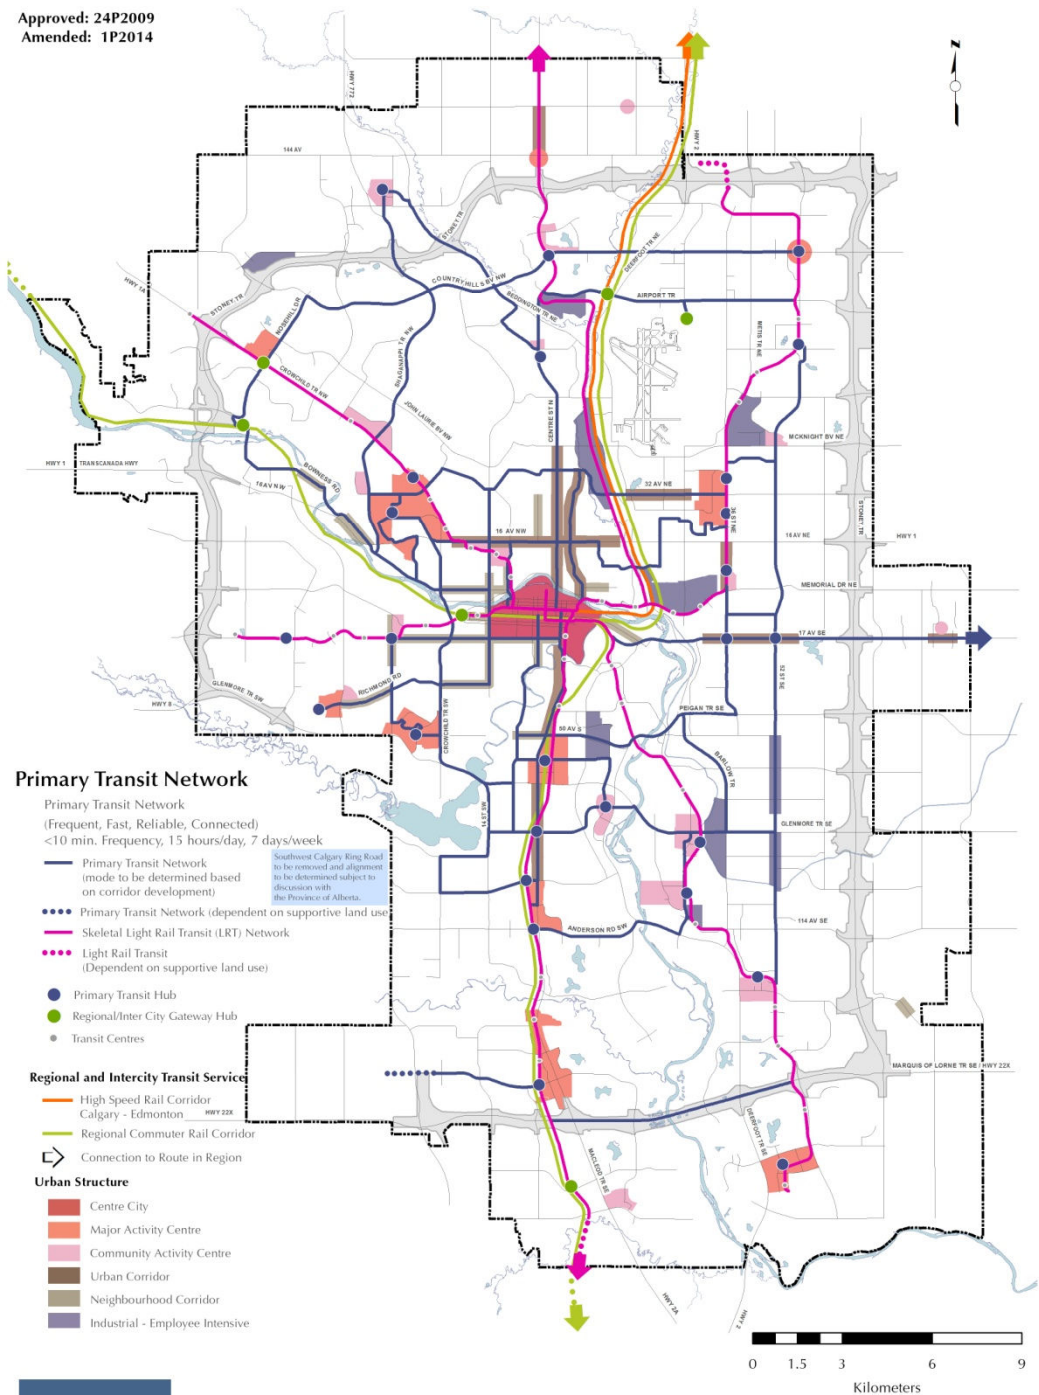 Approved: 24P2009
Amended: 1P2014
N
HWY 772
HWY 2
144 AV
STONEY TR
DEERFOOT TR NE
HWY 1A
STONEY TR
NOSEHILL DR
COUNTRY HILLS BV NW
BEDDINGTON TR NE
AIRPORT TR
METIS TR NE
CROWCHILD TR NW
SHAGANAPPI TR NW
JOHN LAURIE BV NW
CENTRE ST N
MCKNIGHT BV NE
HWY 1
TRANSCANADA HWY
BOWNESS RD
16 AV NW
32 AV NE
36 ST NE
STONEY TR
16 AV NW
16 AV NE
HWY 1
MEMORIAL DR NE
17 AV SE
GLENMORE TR SW
RICHMOND RD
52 ST SE
HWY 8
CROWCHILD TR SW
PEIGAN TR SE
50 AV S
BARLOW TR
14 ST SW
GLENMORE TR SE
114 AV SE
ANDERSON RD SW
MARQUIS OF LORNE TR SE / HWY 22X
HWY 22X
DEERFOOT TR SE
MACLEOD TR SE
HWY 2A
HWY 2
Primary Transit Network
Primary Transit Network
(Frequent, Fast, Reliable, Connected)
<10 min. Frequency, 15 hours/day, 7 days/week
Primary Transit Network
(mode to be determined based
on corridor development)
Southwest Calgary Ring Road
to be removed and alignment
to be determined subject to
discussion with
the Province of Alberta.
Primary Transit Network (dependent on supportive land use
Skeletal Light Rail Transit (LRT) Network
Light Rail Transit
(Dependent on supportive land use)
Primary Transit Hub
Regional/Inter City Gateway Hub
Transit Centres
Regional and Intercity Transit Service
High Speed Rail Corridor
Calgary - Edmonton
Regional Commuter Rail Corridor
Connection to Route in Region
Urban Structure
Centre City
Major Activity Centre
Community Activity Centre
Urban Corridor
Neighbourhood Corridor
Industrial - Employee Intensive
0 1.5 3 6 9
Kilometers